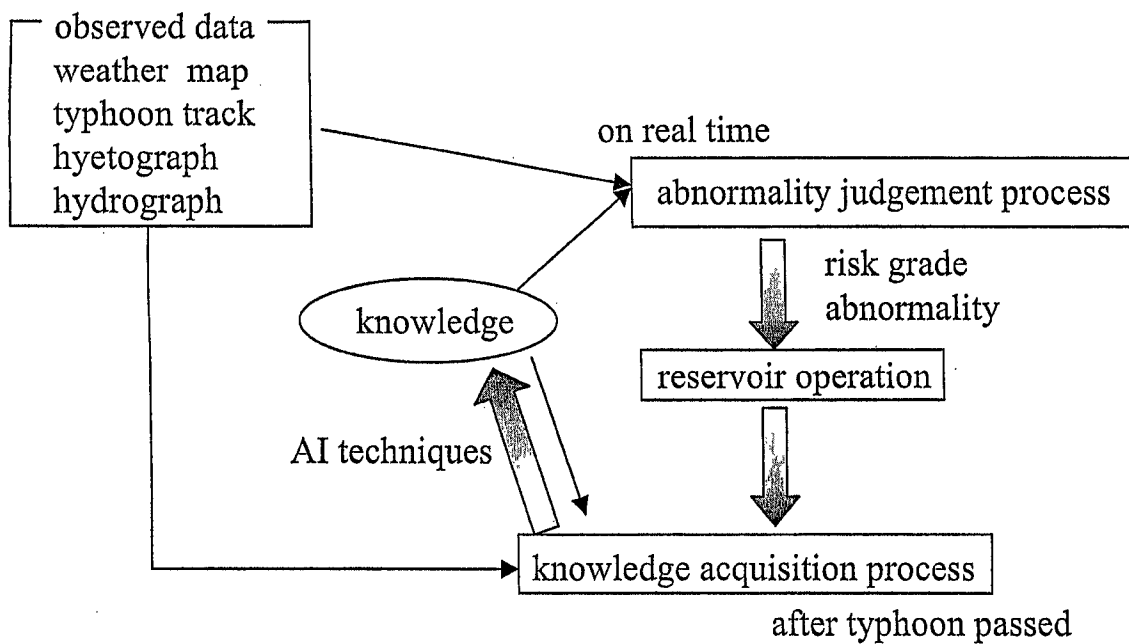 observed data
weather map
typhoon track
hyetograph
hydrograph
on real time
abnormality judgement process
risk grade
abnormality
knowledge
reservoir operation
AI techniques
knowledge acquisition process
after typhoon passed